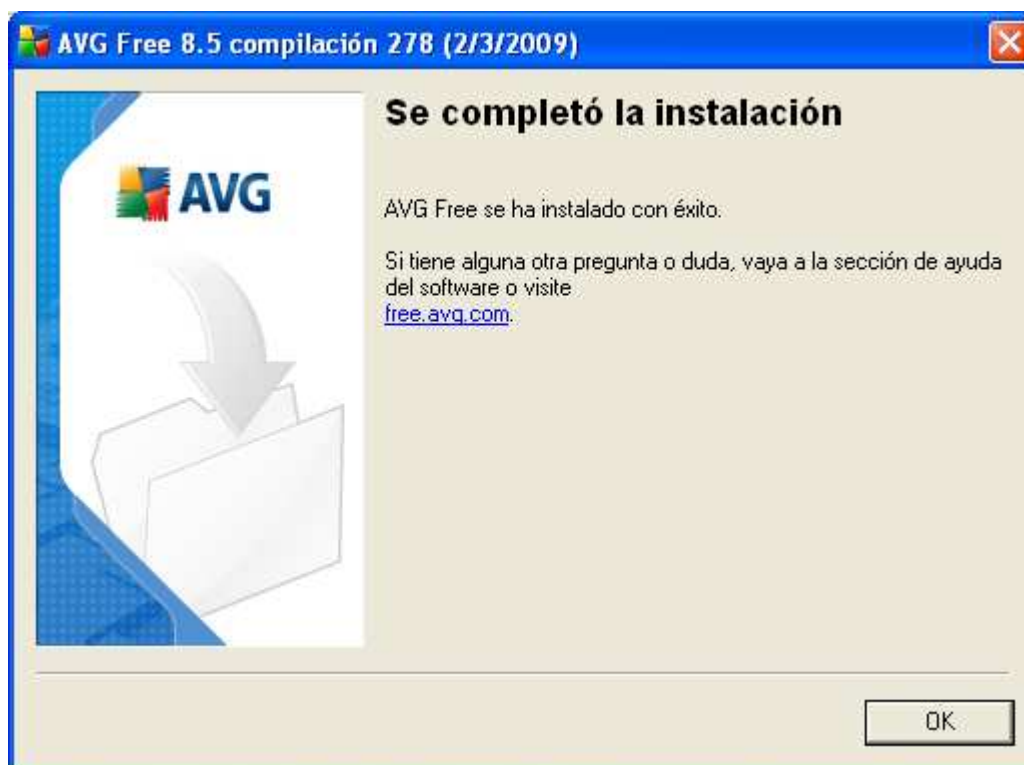 AVG Free 8.5 compilación 278 (2/3/2009)
AVG
Se completó la instalación
AVG Free se ha instalado con éxito.
Si tiene alguna otra pregunta o duda, vaya a la sección de ayuda
del software o visite
free.avg.com.
OK